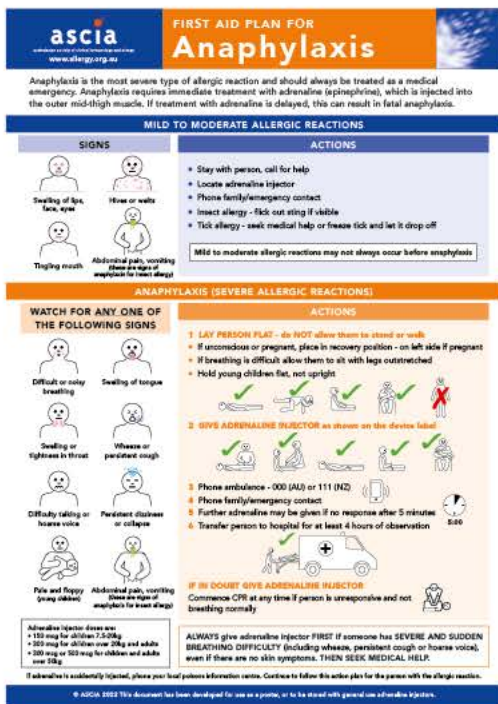 ascia
www.allergy.org.au
FIRST AID PLAN FOR
Anaphylaxis
Anaphylaxis is the most severe type of allergic reaction and should always be treated as a medical
emergency. Anaphylaxis requires immediate treatment with adrenaline (epinephrine), which is injected into
the outer mid-thigh muscle. If treatment with adrenaline is delayed, this can result in fatal anaphylaxis.
MILD TO MODERATE ALLERGIC REACTIONS
SIGNS
Swelling of lips,
face, eyes
Hives or welts
Tingling mouth
Abdominal pain, vomiting
(these are signs of
anaphylaxis for insect allergy)
ACTIONS
• Stay with person, call for help
• Locate adrenaline injector
• Phone family/emergency contact
• Insect allergy - flick out sting if visible
• Tick allergy - seek medical help or freeze tick and let it drop off
Mild to moderate allergic reactions may not always occur before anaphylaxis
ANAPHYLAXIS (SEVERE ALLERGIC REACTIONS)
WATCH FOR ANY ONE OF
THE FOLLOWING SIGNS
Difficult or noisy
breathing
Swelling of tongue
Swelling or
tightness in throat
Wheeze or
persistent cough
Difficulty talking or
hoarse voice
Persistent dizziness
or collapse
Pale and floppy
(young children)
Abdominal pain, vomiting
(these are signs of
anaphylaxis for insect allergy)
Adrenaline injector doses are:
• 150 mcg for children 7.5-20kg
• 300 mcg for children over 20kg and adults
• 300 mcg or 500 mcg for children and adults
over 50kg
ACTIONS
1 LAY PERSON FLAT - do NOT allow them to stand or walk
• If unconscious or pregnant, place in recovery position - on left side if pregnant
• If breathing is difficult allow them to sit with legs outstretched
• Hold young children flat, not upright
2 GIVE ADRENALINE INJECTOR as shown on the device label
3 Phone ambulance - 000 (AU) or 111 (NZ)
4 Phone family/emergency contact
5 Further adrenaline may be given if no response after 5 minutes
6 Transfer person to hospital for at least 4 hours of observation
5:00
IF IN DOUBT GIVE ADRENALINE INJECTOR
Commence CPR at any time if person is unresponsive and not
breathing normally
ALWAYS give adrenaline injector FIRST if someone has SEVERE AND SUDDEN
BREATHING DIFFICULTY (including wheeze, persistent cough or hoarse voice),
even if there are no skin symptoms. THEN SEEK MEDICAL HELP.
If adrenaline is accidentally injected, phone your local poisons information centre. Continue to follow this action plan for the person with the allergic reaction.
© ASCIA 2022 This document has been developed for use as a poster, or to be stored with general use adrenaline injectors.